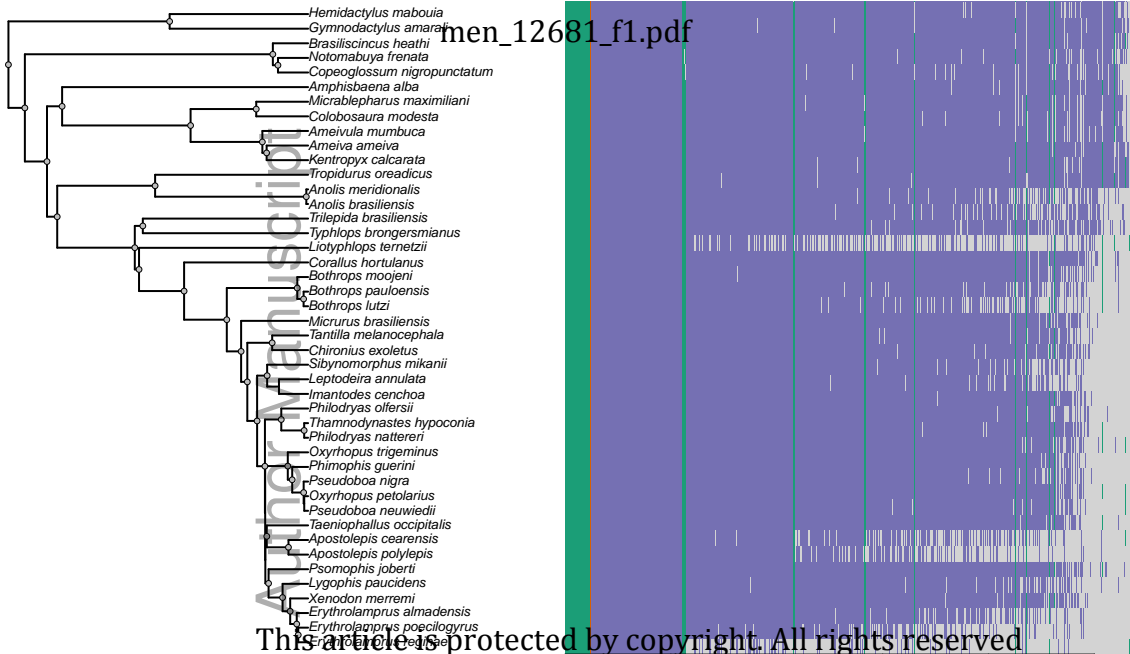 Hemidactylus mabouia
Gymnodactylus amarali
men_12681_f1.pdf
Brasiliscincus heathi
Notomabuya frenata
Copeoglossum nigropunctatum
Amphisbaena alba
Micrablepharus maximiliani
Colobosaura modesta
Ameivula mumbuca
Ameiva ameiva
Kentropyx calcarata
Tropidurus oreadicus
Anolis meridionalis
Anolis brasiliensis
Trilepida brasiliensis
Typhlops brongersmianus
Liotyphlops ternetzii
Corallus hortulanus
Bothrops moojeni
Bothrops pauloensis
Bothrops lutzi
Micrurus brasiliensis
Tantilla melanocephala
Chironius exoletus
Sibynomorphus mikanii
Leptodeira annulata
Imantodes cenchoa
Philodryas olfersii
Thamnodynastes hypoconia
Philodryas nattereri
Oxyrhopus trigeminus
Phimophis guerini
Pseudoboa nigra
Oxyrhopus petolarius
Pseudoboa neuwiedii
Taeniophallus occipitalis
Apostolepis cearensis
Apostolepis polylepis
Psomophis joberti
Lygophis paucidens
Xenodon merremi
Erythrolamprus almadensis
Erythrolamprus poecilogyrus
Erythrolamprus reginae
This article is protected by copyright. All rights reserved
Author Manuscript